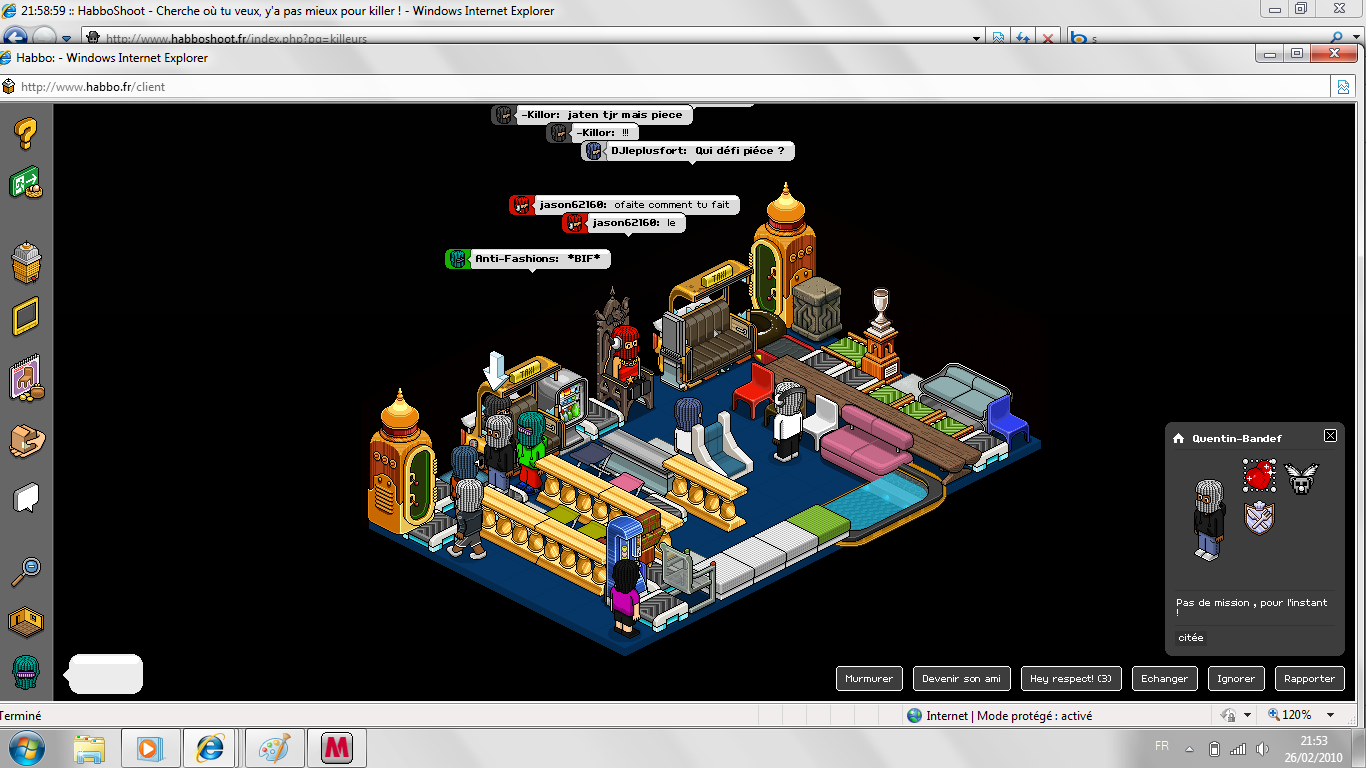 21:58:59 :: HabboShoot - Cherche où tu veux, y'a pas mieux pour killer ! - Windows Internet Explorer
http://www.habboshoot.fr/index.php?pg=killeurs
s
Habbo: - Windows Internet Explorer
http://www.habbo.fr/client
-Killor: jaten tjr mais piece
-Killor: !!!
DJleplusfort: Qui défi piéce ?
jason62160: ofaite comment tu fait
jason62160: le
Anti-Fashions: *BIF*
TAXI
TAXI
Quentin-Bandef
Pas de mission , pour l'instant
!
citée
Murmurer
Devenir son ami
Hey respect! (3)
Echanger
Ignorer
Rapporter
Terminé
Internet | Mode protégé : activé
120%
FR
21:53
26/02/2010